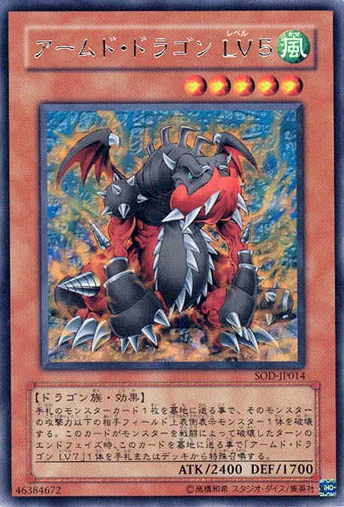 アームド・ドラゴン LV5
レベル
風
SOD-JP014
【ドラゴン族・効果】
手札のモンスターカード1枚を墓地に送る事で、そのモンスター
の攻撃力以下の相手フィールド上表側表示モンスター1体を破壊
する。このカードがモンスターを戦闘によって破壊したターンの
エンドフェイズ時、このカードを墓地に送る事で「アームド・ドラ
ゴン LV7」1体を手札またはデッキから特殊召喚する。
ATK/2400 DEF/1700
46384672
©高橋和希 スタジオ・ダイス/集英社